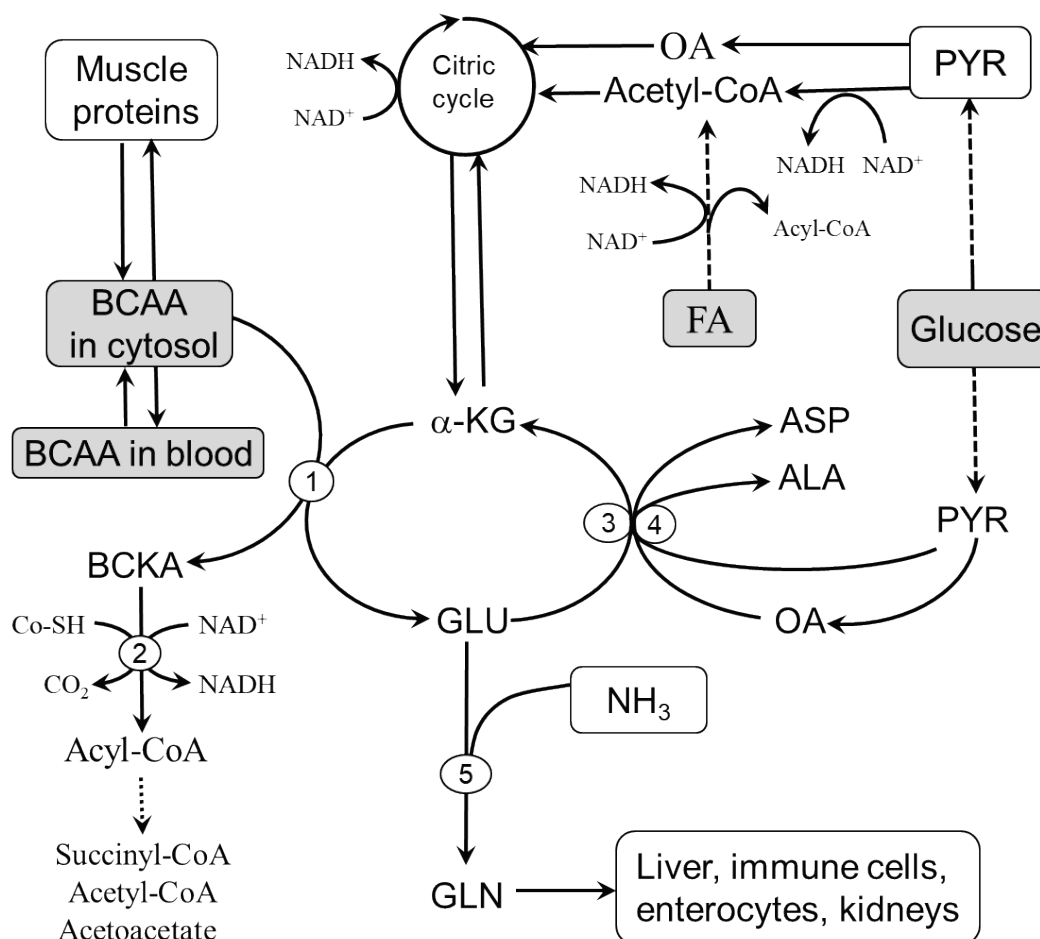 Muscle
proteins
NADH
NAD⁺
Citric
cycle
OA
Acetyl-CoA
PYR
NADH
NAD⁺
NADH
NAD⁺
Acyl-CoA
BCAA
in cytosol
FA
Glucose
BCAA in blood
α-KG
ASP
ALA
1
3
4
PYR
BCKA
Co-SH
NAD⁺
2
CO₂
NADH
GLU
OA
NH₃
Acyl-CoA
5
Succinyl-CoA
Acetyl-CoA
Acetoacetate
GLN
Liver, immune cells,
enterocytes, kidneys